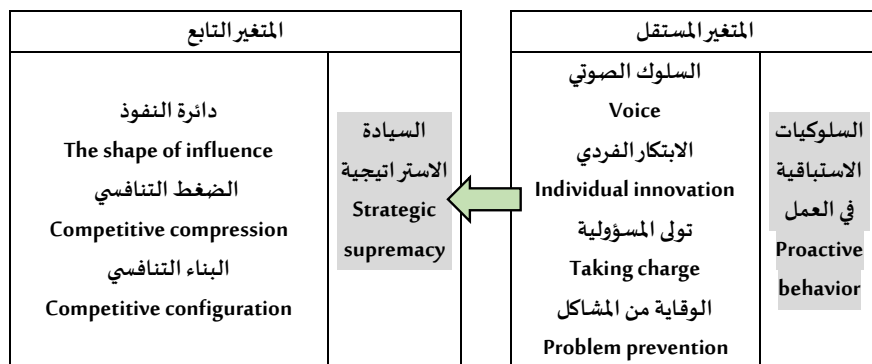 المتغير المستقل
السلوكيات
الاستباقية
في العمل
Proactive
behavior
السلوك الصوتي
Voice
الابتكار الفردي
Individual innovation
تولى المسؤولية
Taking charge
الوقاية من المشاكل
Problem prevention
المتغير التابع
السيادة
الاستراتيجية
Strategic
supremacy
دائرة النفوذ
The shape of influence
الضغط التنافسي
Competitive compression
البناء التنافسي
Competitive configuration